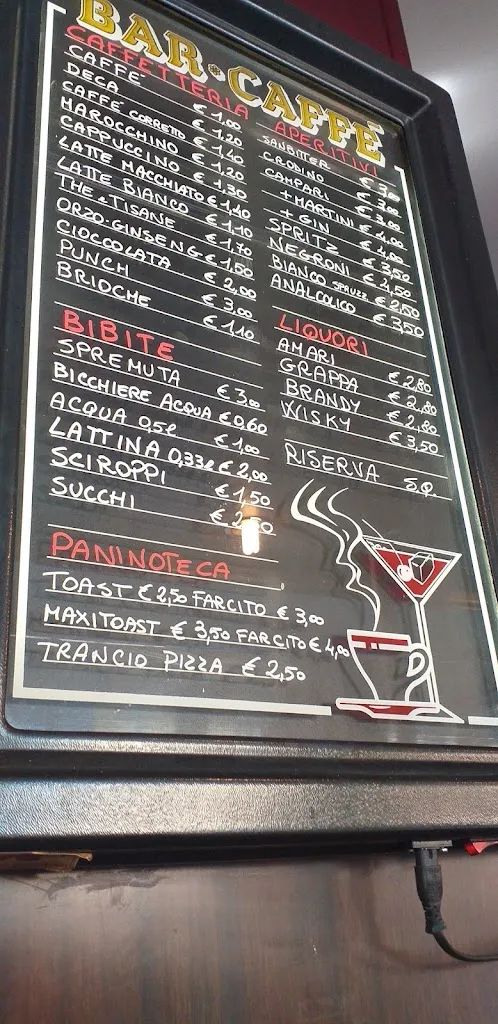 BAR • CAFFÈ
CAFFETTERIA
CAFFE' € 1,00
DECA € 1,20
CAFFE' CORRETTO € 1,40
MAROCCHINO € 1,20
CAPPUCCINO € 1,30
LATTE MACCHIATO € 1,40
LATTE BIANCO € 1,10
THE e TISANE € 1,70
ORZO-GINSENG € 1,50
CIOCCOLATA € 2,00
PUNCH € 3,00
BRIOCHE € 1,10
BIBITE
SPREMUTA € 3,00
BICCHIERE ACQUA € 0,60
ACQUA 0,5l € 1,00
LATTINA 0,33l € 2,00
SCIROPPI € 1,50
SUCCHI
PANINOTECA
TOAST € 2,50 FARCITO € 3,00
MAXITOAST € 3,50 FARCITO € 4,00
TRANCIO PIZZA € 2,50
APERITIVI
SANBITTER € 3,00
CRODINO € 3,00
CAMPARI € 3,00
+ MARTINI € 4,00
+ GIN € 4,00
SPRITZ € 3,50
NEGRONI € 4,50
BIANCO SPRUZZ € 2,50
ANALCOLICO € 3,50
LIQUORI
AMARI € 2,80
GRAPPA € 2,80
BRANDY € 2,80
WISKY € 3,50
RISERVA S.Q.